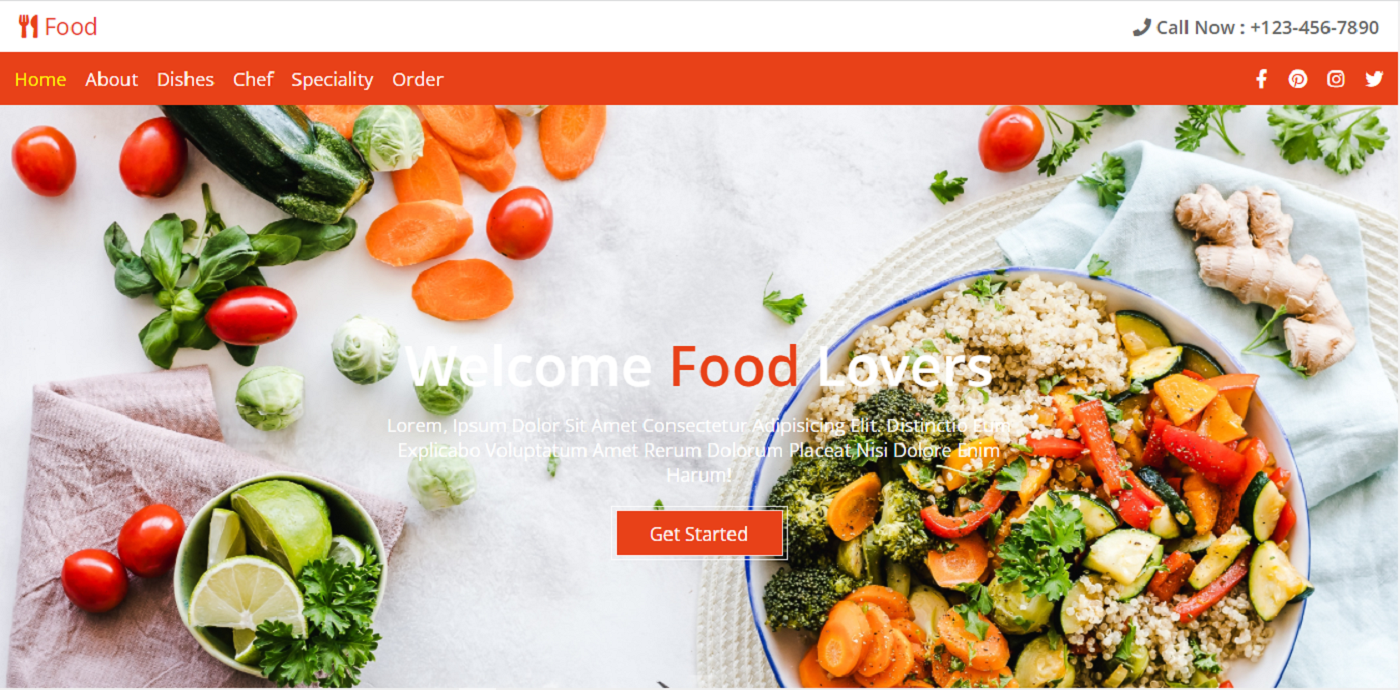 Food
Call Now : +123-456-7890
Home About Dishes Chef Speciality Order
Welcome Food Lovers
Lorem, Ipsum Dolor Sit Amet Consectetur Adipisicing Elit. Distinctio Eum
Explicabo Voluptatum Amet Rerum Dolorum Placeat Nisi Dolore Enim
Harum!
Get Started